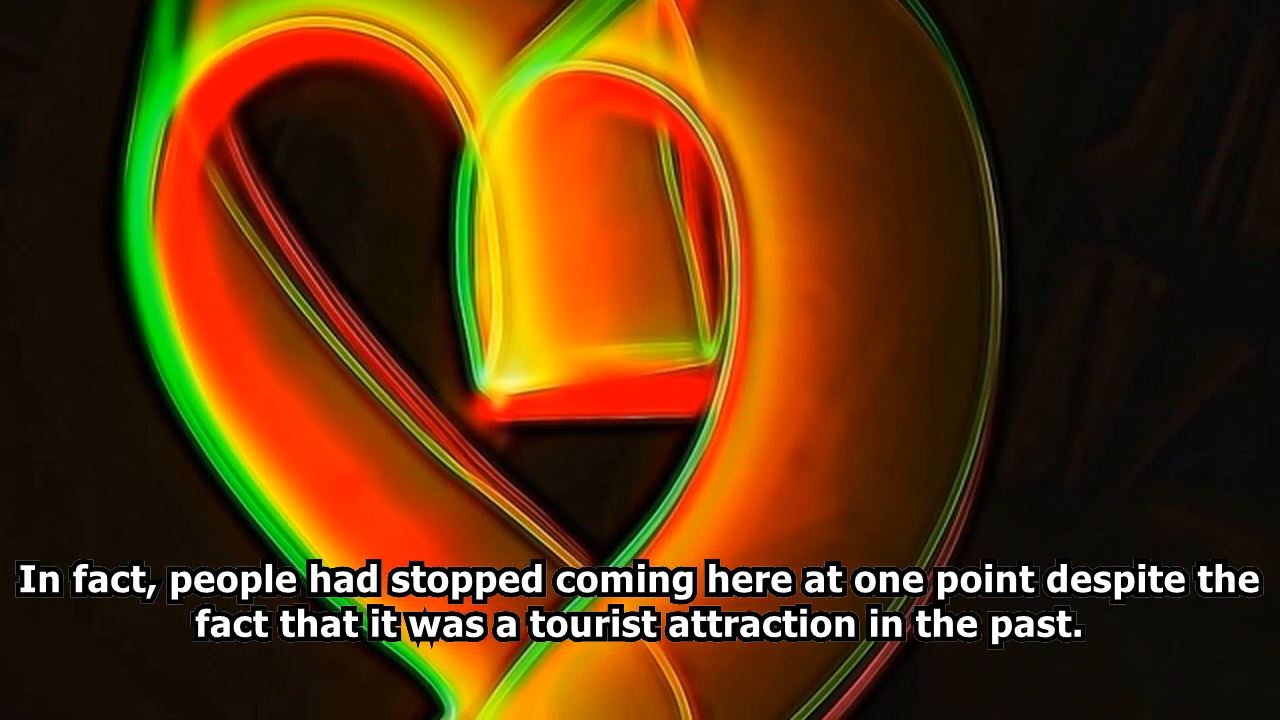 In fact, people had stopped coming here at one point despite the
fact that it was a tourist attraction in the past.